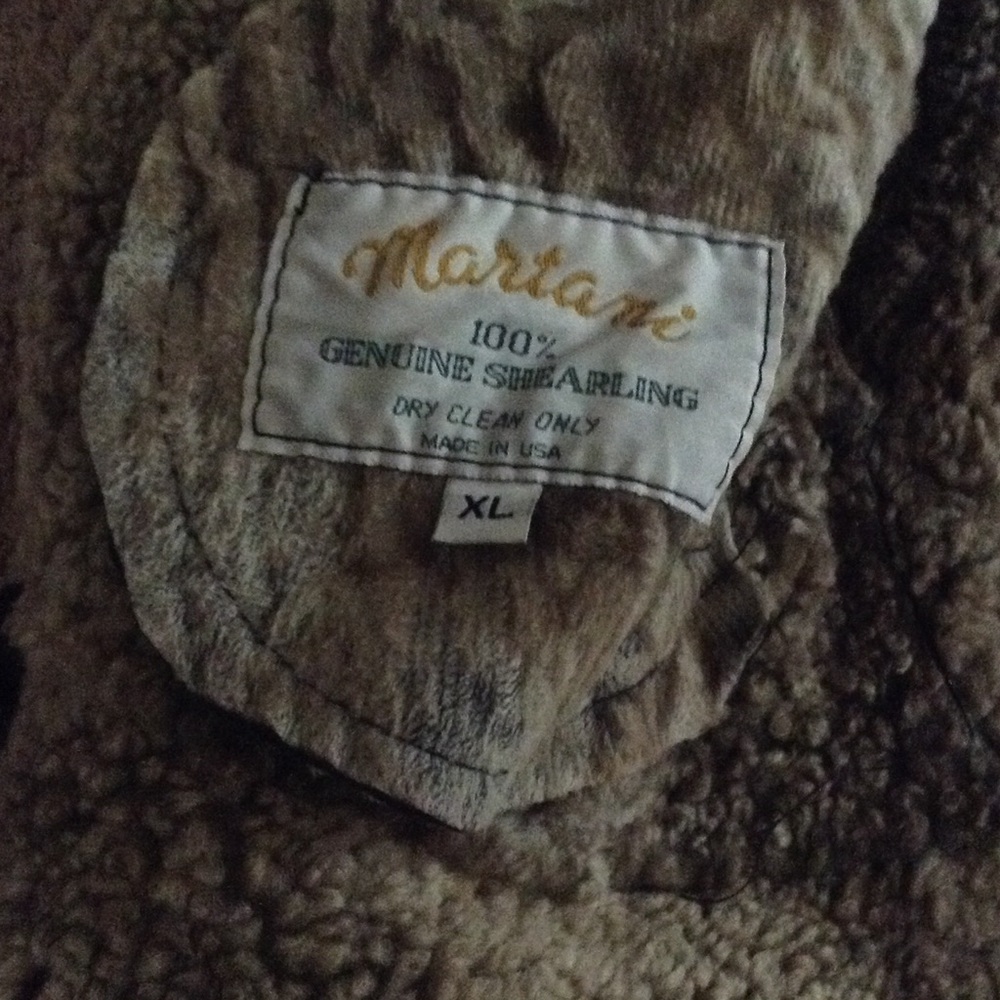 Martani
100%
GENUINE SHEARLING
DRY CLEAN ONLY
MADE IN USA
XL.